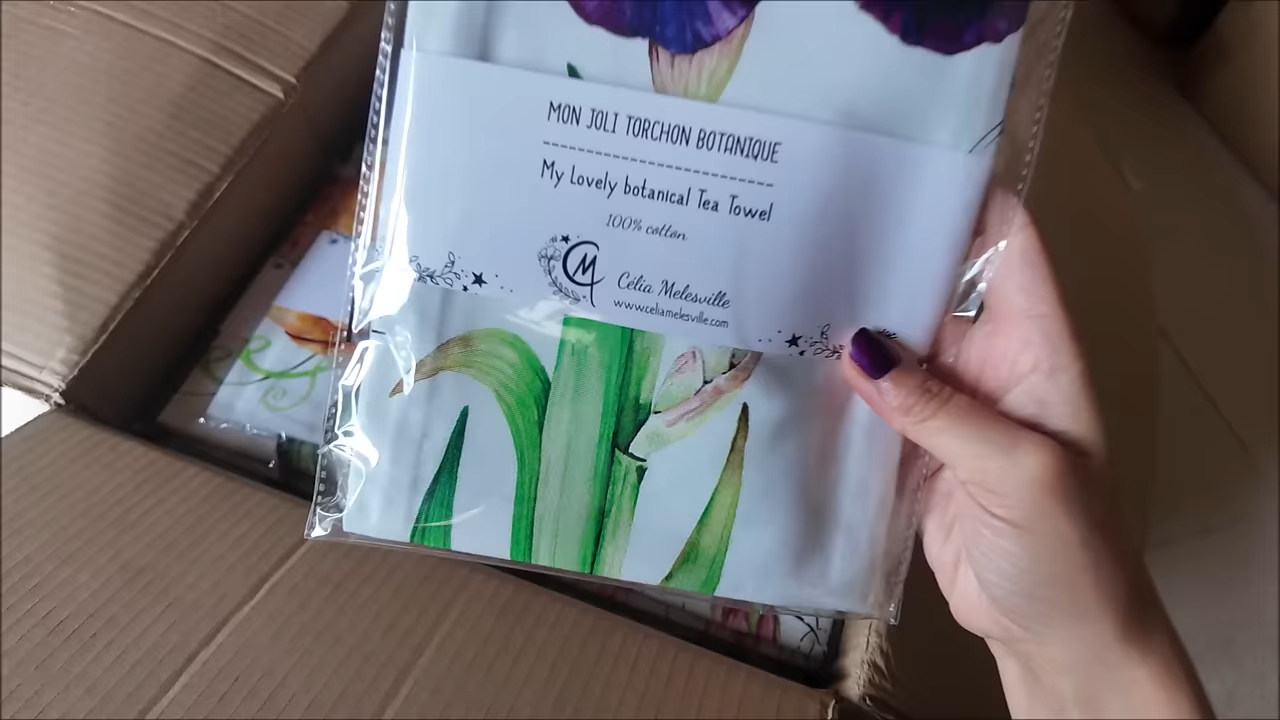 MON JOLI TORCHON BOTANIQUE
My Lovely botanical Tea Towel
100% cotton
CM
Célia Melesville
www.celiamelesville.com